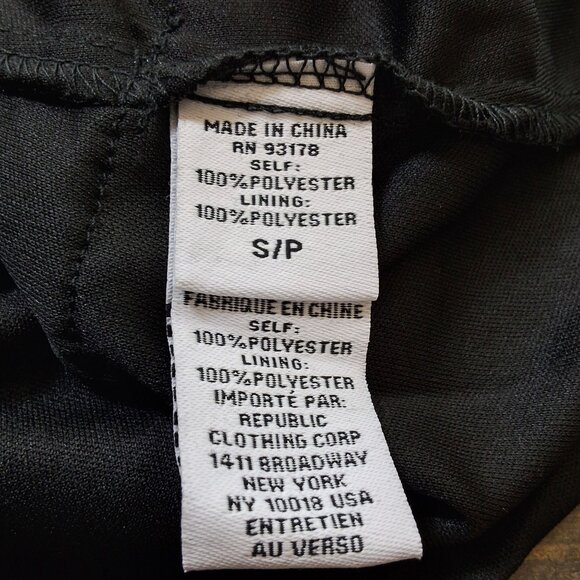 MADE IN CHINA
RN 93178
SELF:
100%POLYESTER
LINING:
100%POLYESTER
S/P
FABRIQUE EN CHINE
SELF:
100%POLYESTER
LINING:
100%POLYESTER
IMPORTÉ PAR:
REPUBLIC
CLOTHING CORP
1411 BROADWAY
NEW YORK
NY 10018 USA
ENTRETIEN
AU VERSO